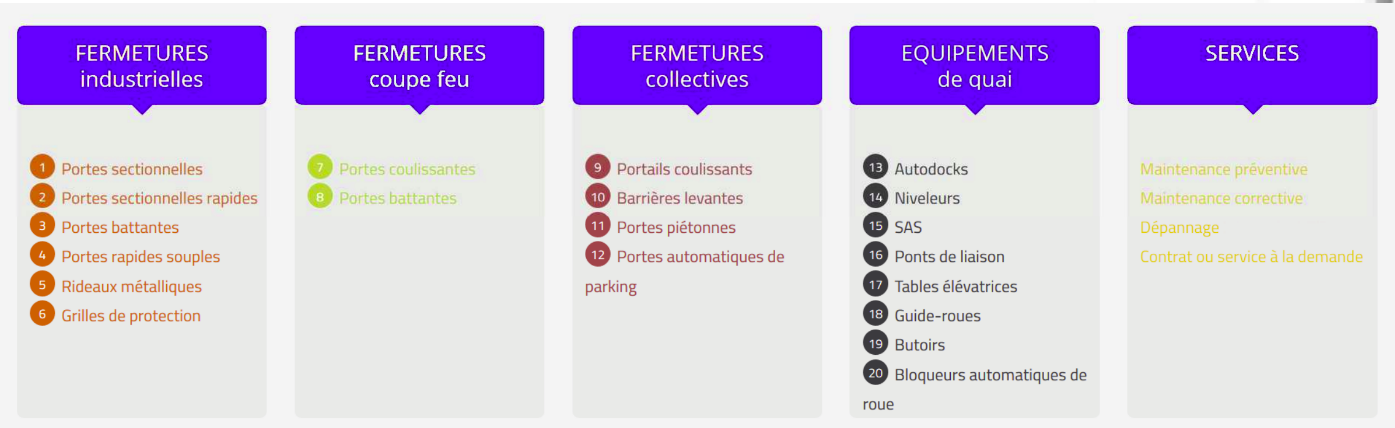 FERMETURES
industrielles
1 Portes sectionnelles
2 Portes sectionnelles rapides
3 Portes battantes
4 Portes rapides souples
5 Rideaux métalliques
6 Grilles de protection
FERMETURES
coupe feu
7 Portes coulissantes
8 Portes battantes
FERMETURES
collectives
9 Portails coulissants
10 Barrières levantes
11 Portes piétonnes
12 Portes automatiques de
parking
EQUIPEMENTS
de quai
13 Autodocks
14 Niveleurs
15 SAS
16 Ponts de liaison
17 Tables élévatrices
18 Guide-roues
19 Butoirs
20 Bloqueurs automatiques de
roue
SERVICES
Maintenance préventive
Maintenance corrective
Dépannage
Contrat ou service à la demande